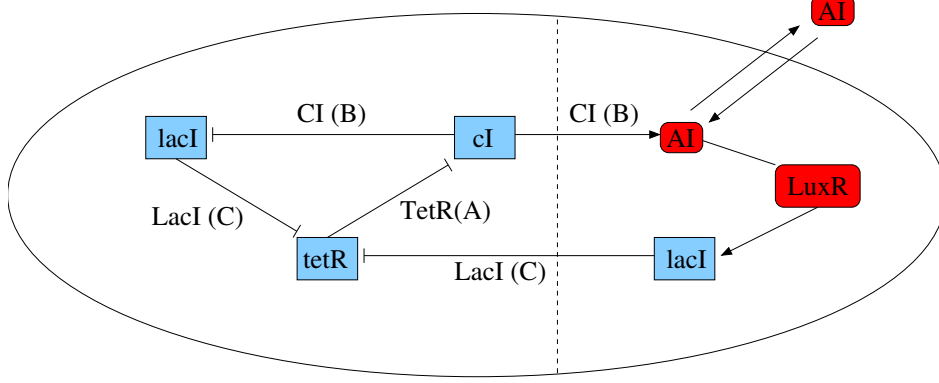 AI
CI (B)
CI (B)
lacI
cI
AI
LuxR
LacI (C)
TetR(A)
tetR
LacI (C)
lacI